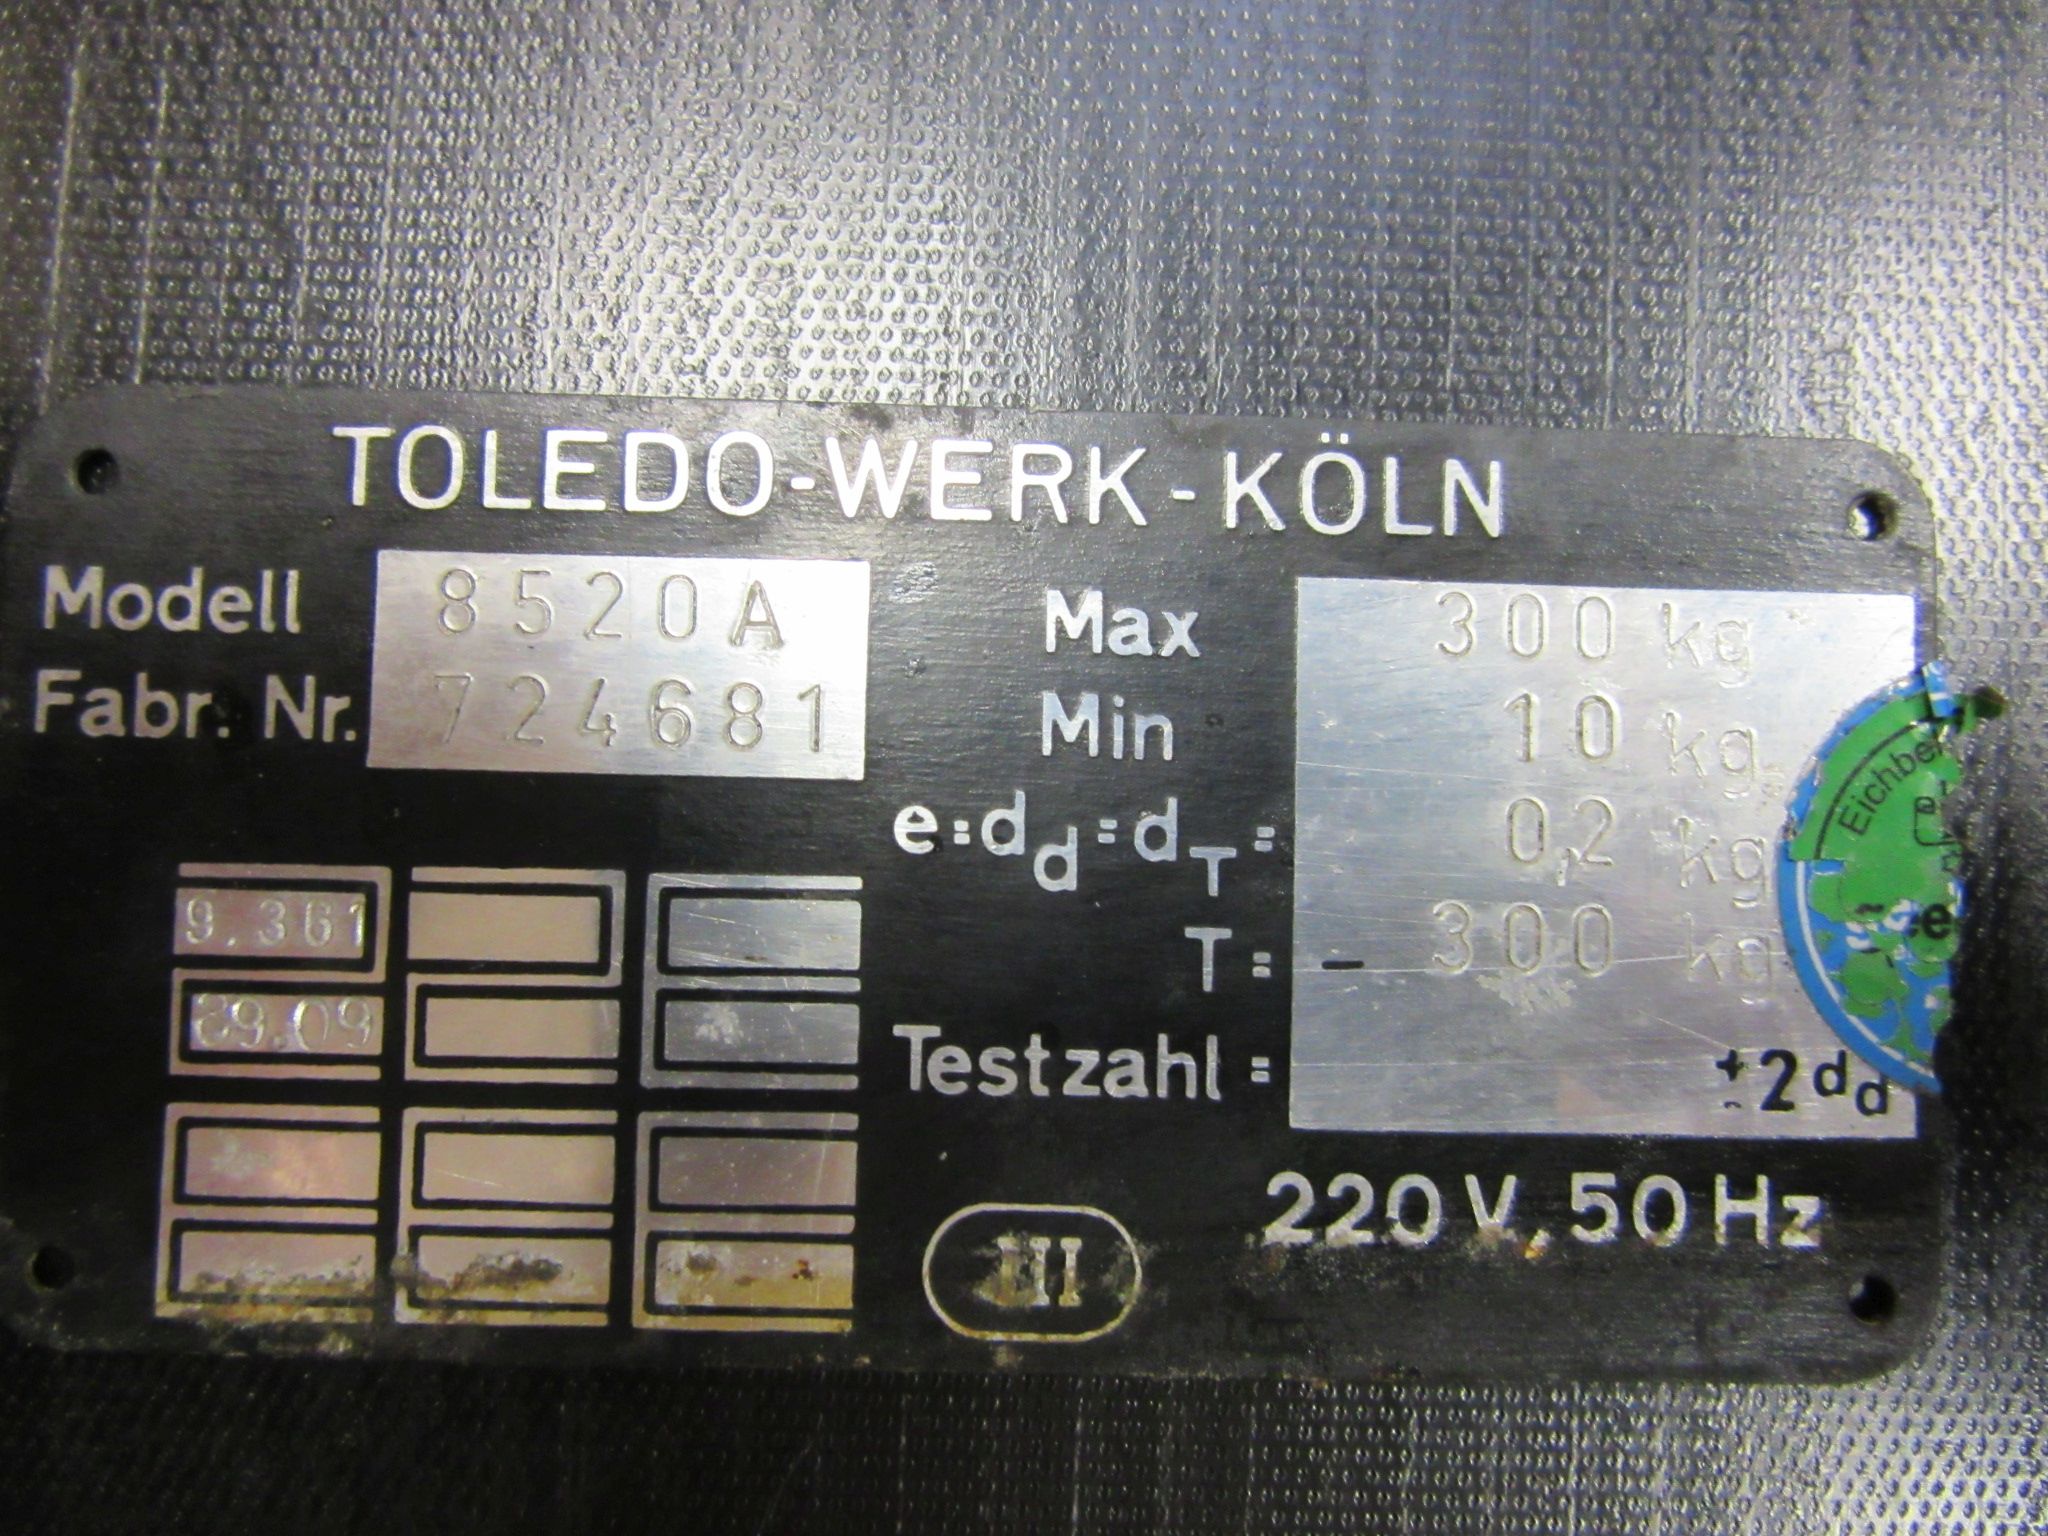 TOLEDO-WERK-KÖLN
Modell 8520A
Fabr. Nr. 724681
Max 300 kg
Min 10 kg
e=dd=dT= 0,2 kg
T= - 300 kg
Testzahl = ±2dd
9.361
89.09
III
220 V, 50 Hz